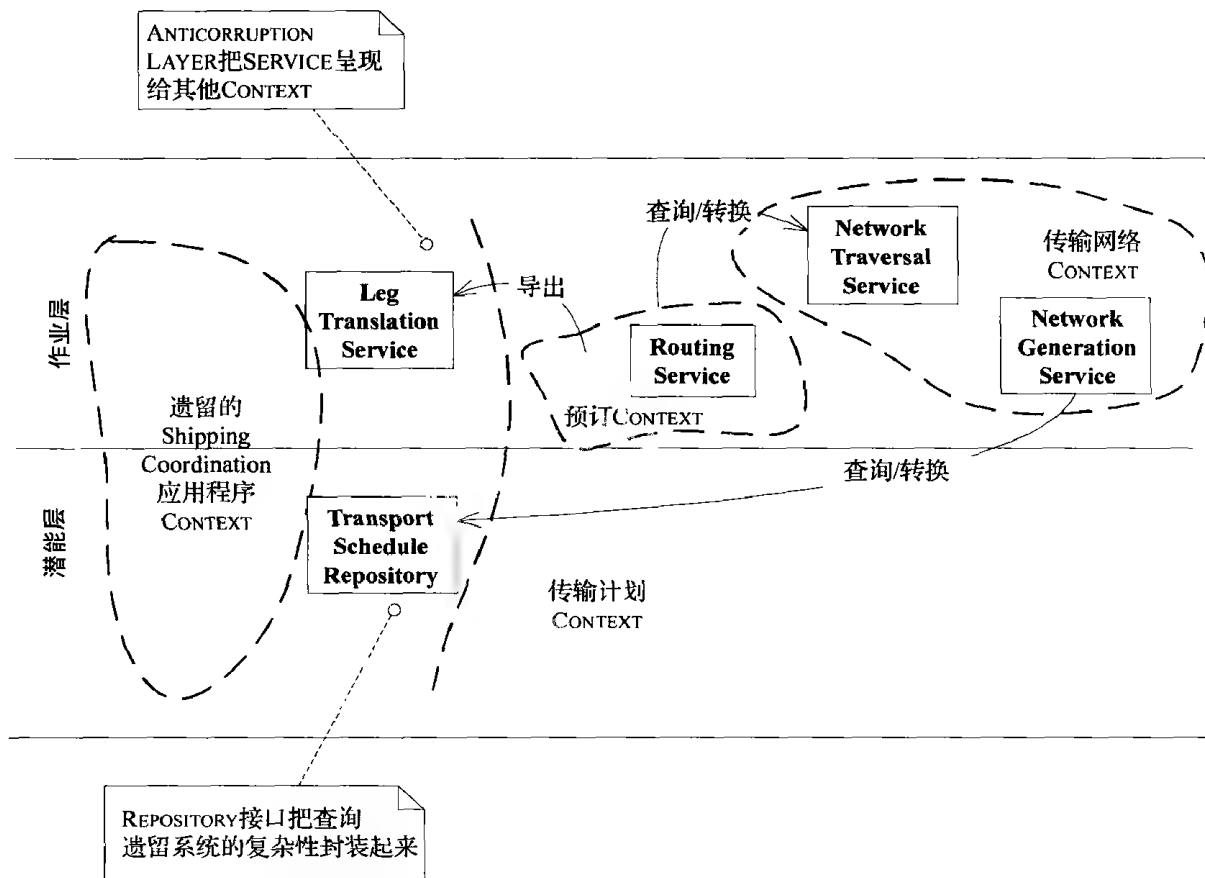 ANTICORRUPTION
LAYER把SERVICE呈现
给其他CONTEXT
作业层
潜能层
遗留的
Shipping
Coordination
应用程序
CONTEXT
Leg
Translation
Service
导出
查询/转换
Network
Traversal
Service
传输网络
CONTEXT
Network
Generation
Service
Routing
Service
预订CONTEXT
查询/转换
Transport
Schedule
Repository
传输计划
CONTEXT
REPOSITORY接口把查询
遗留系统的复杂性封装起来